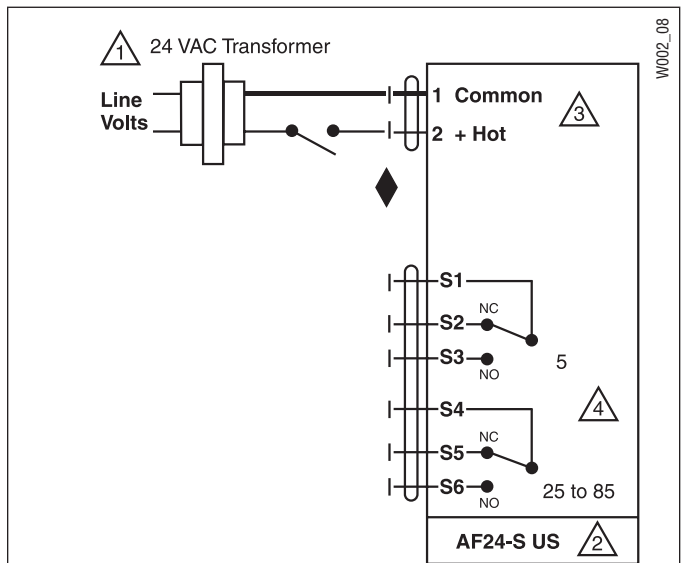 W002_08
1 24 VAC Transformer
Line
Volts
1 Common
2 + Hot
3
S1
S2
NC
S3
NO
5
S4
4
S5
NC
S6
NO
25 to 85
AF24-S US 2